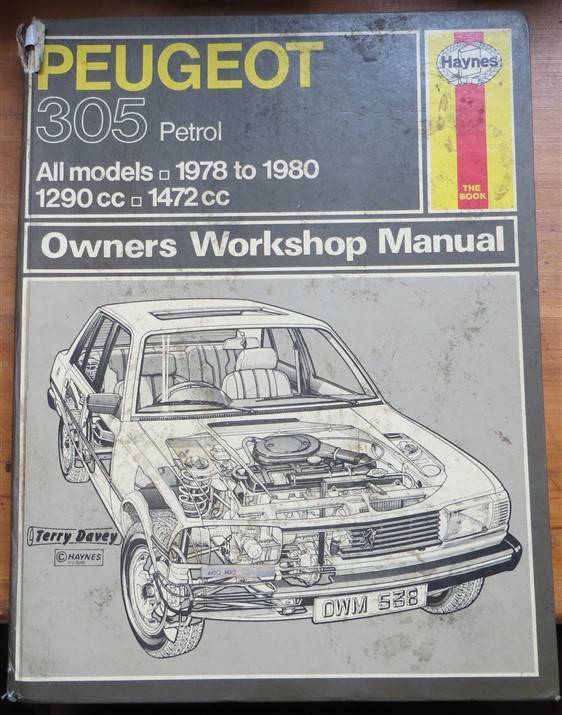 PEUGEOT
305 Petrol
All models 1978 to 1980
1290 cc 1472 cc
Haynes
THE
BOOK
Owners Workshop Manual
Terry Davey
© HAYNES
DWM 538